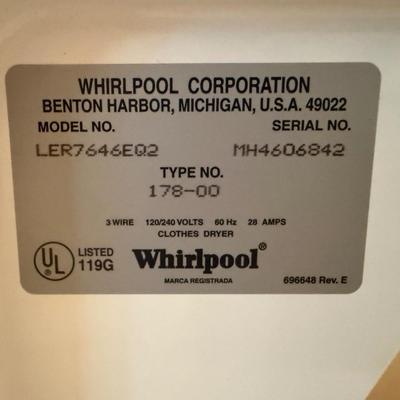 WHIRLPOOL CORPORATION
BENTON HARBOR, MICHIGAN, U.S.A. 49022
MODEL NO. SERIAL NO.
LER7646EQ2 MH4606842
TYPE NO.
178-00
3 WIRE 120/240 VOLTS 60 Hz 28 AMPS
CLOTHES DRYER
UL LISTED 119G Whirlpool®
MARCA REGISTRADA 696648 Rev. E